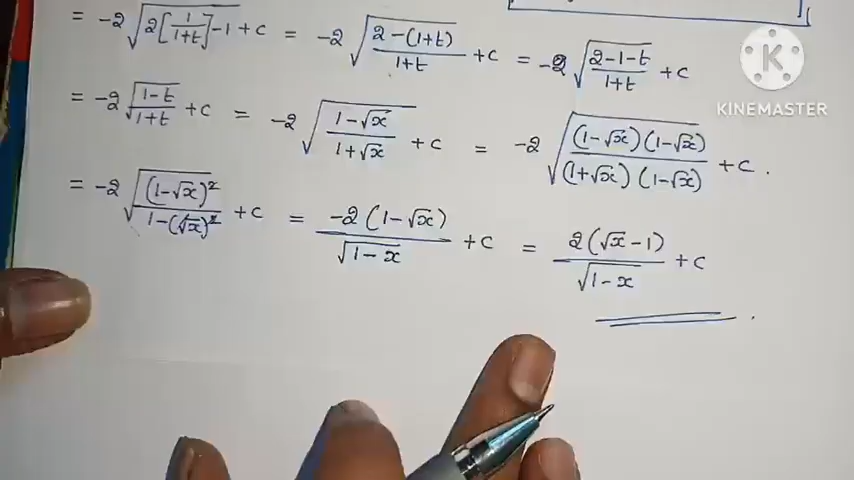 = -2√(2[1/(1+t)]-1) + c = -2√((2-(1+t))/(1+t)) + c = -2√((2-1-t)/(1+t)) + c
= -2√((1-t)/(1+t)) + c = -2√((1-√x)/(1+√x)) + c = -2√(((1-√x)(1-√x))/((1+√x)(1-√x))) + c .
= -2√((1-√x)²/(1-(√x)²)) + c = -2(1-√x)/√(1-x) + c = 2(√x-1)/√(1-x) + c
KINEMASTER